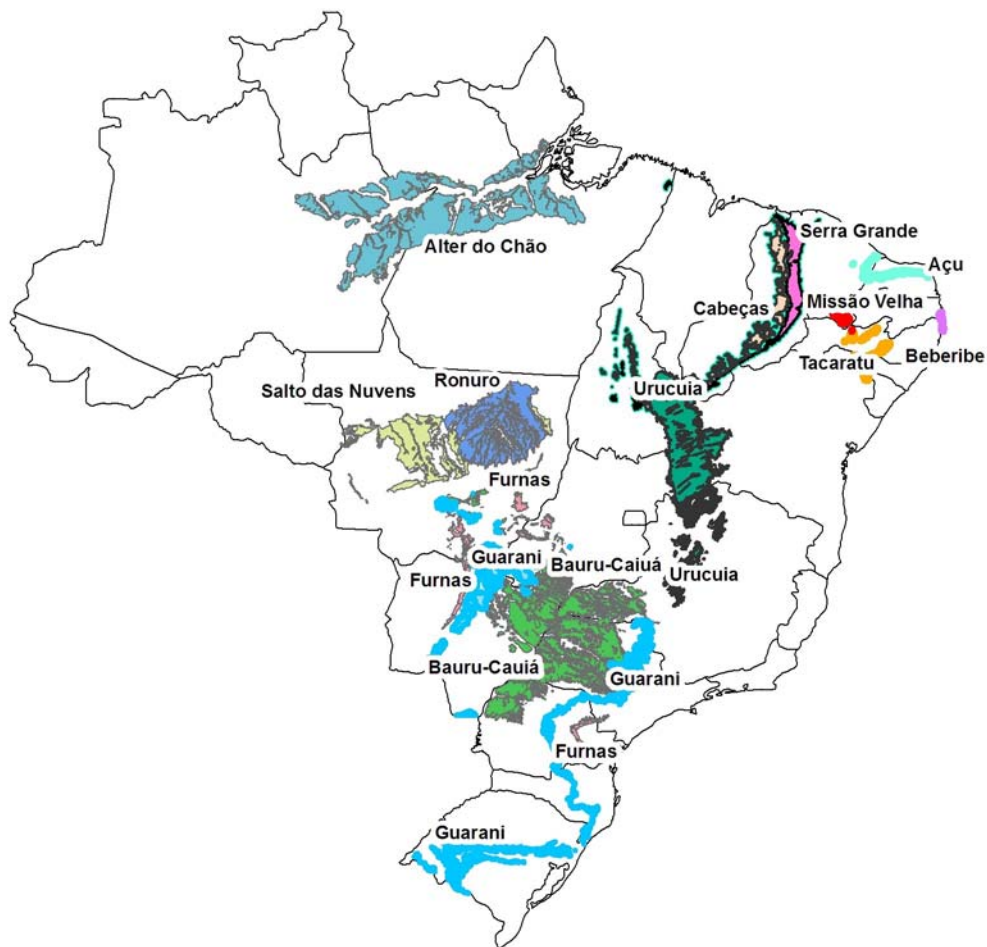 Serra Grande
Alter do Chão
Açu
Cabeças
Missão Velha
Beberibe
Tacaratu
Salto das Nuvens
Ronuro
Urucuia
Furnas
Guarani
Bauru-Caiuá
Furnas
Urucuia
Bauru-Cauiá
Guarani
Furnas
Guarani